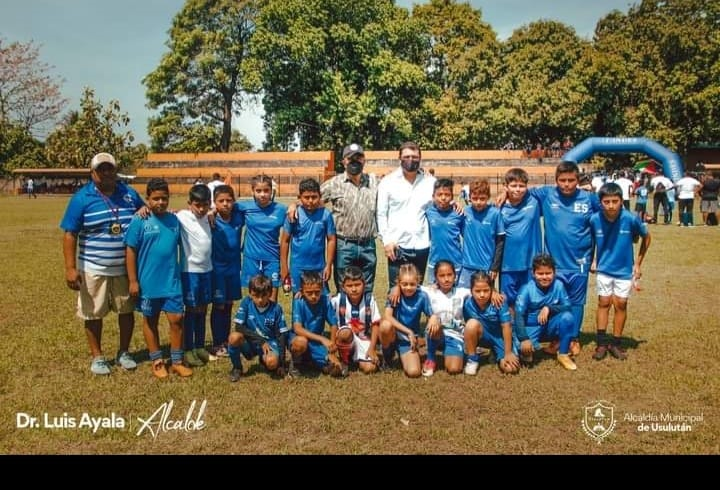 ES
Dr. Luis Ayala | Alcalde
Alcaldía Municipal
de Usulután